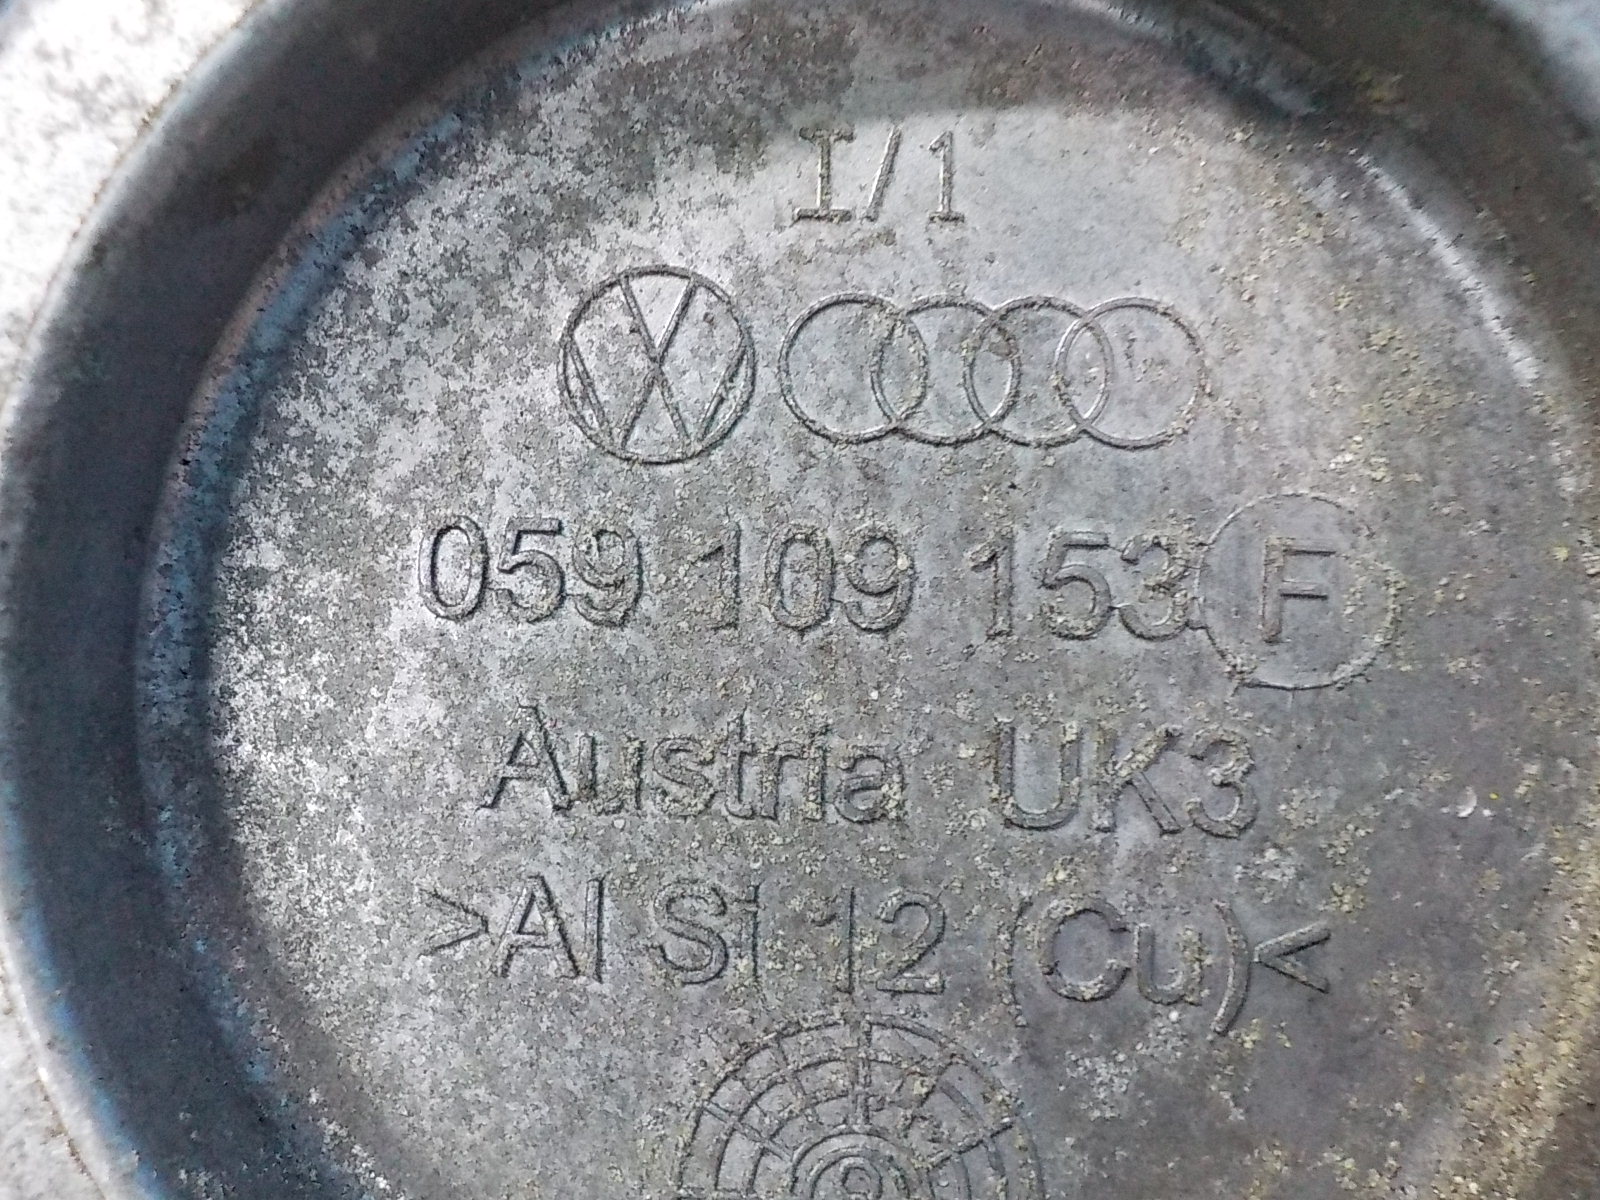 I/1
059 109 153 F
Austria UK3
>Al Si 12 (Cu)<